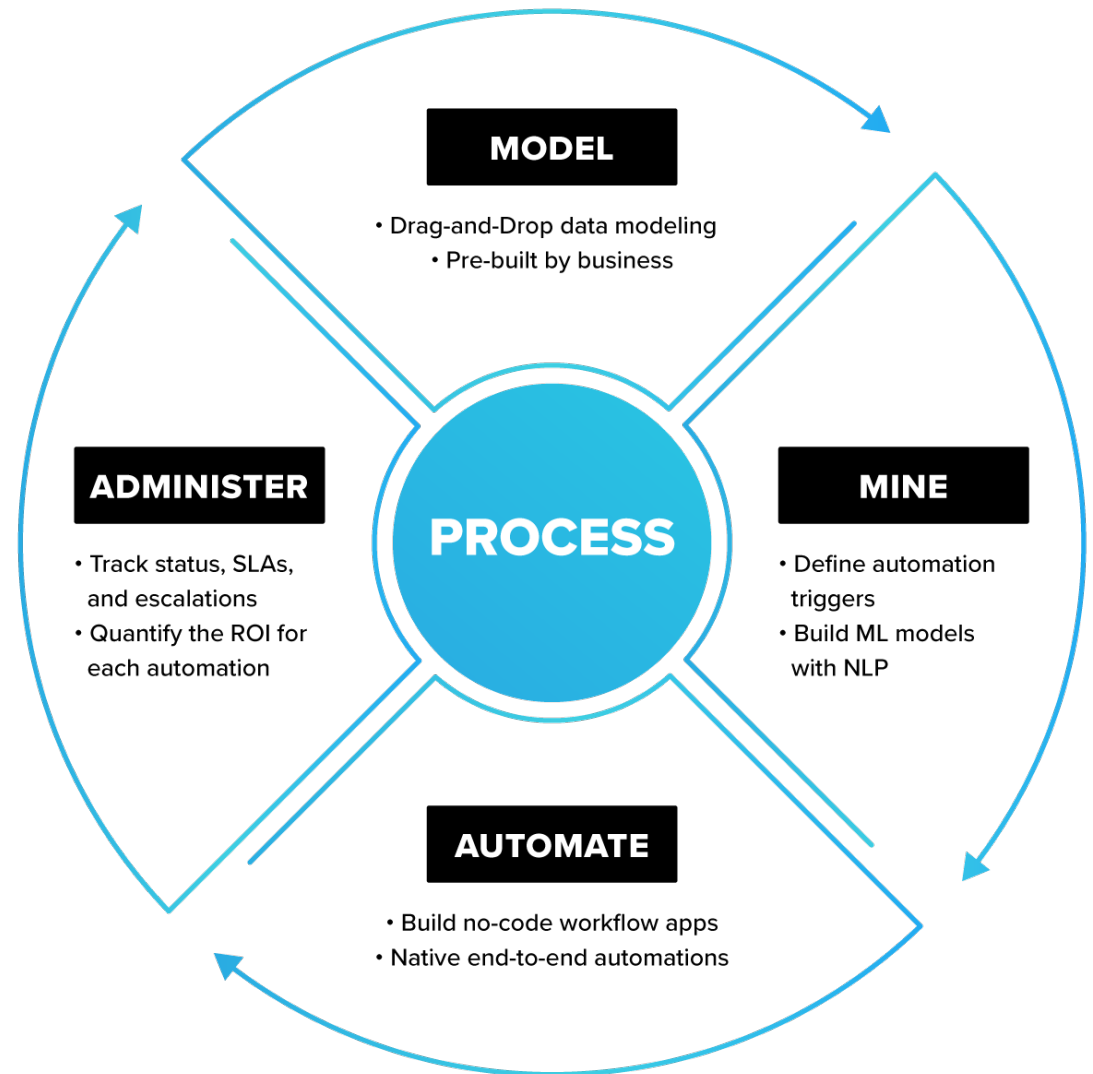 MODEL
• Drag-and-Drop data modeling
• Pre-built by business
ADMINISTER
• Track status, SLAs,
and escalations
• Quantify the ROI for
each automation
PROCESS
MINE
• Define automation
triggers
• Build ML models
with NLP
AUTOMATE
• Build no-code workflow apps
• Native end-to-end automations